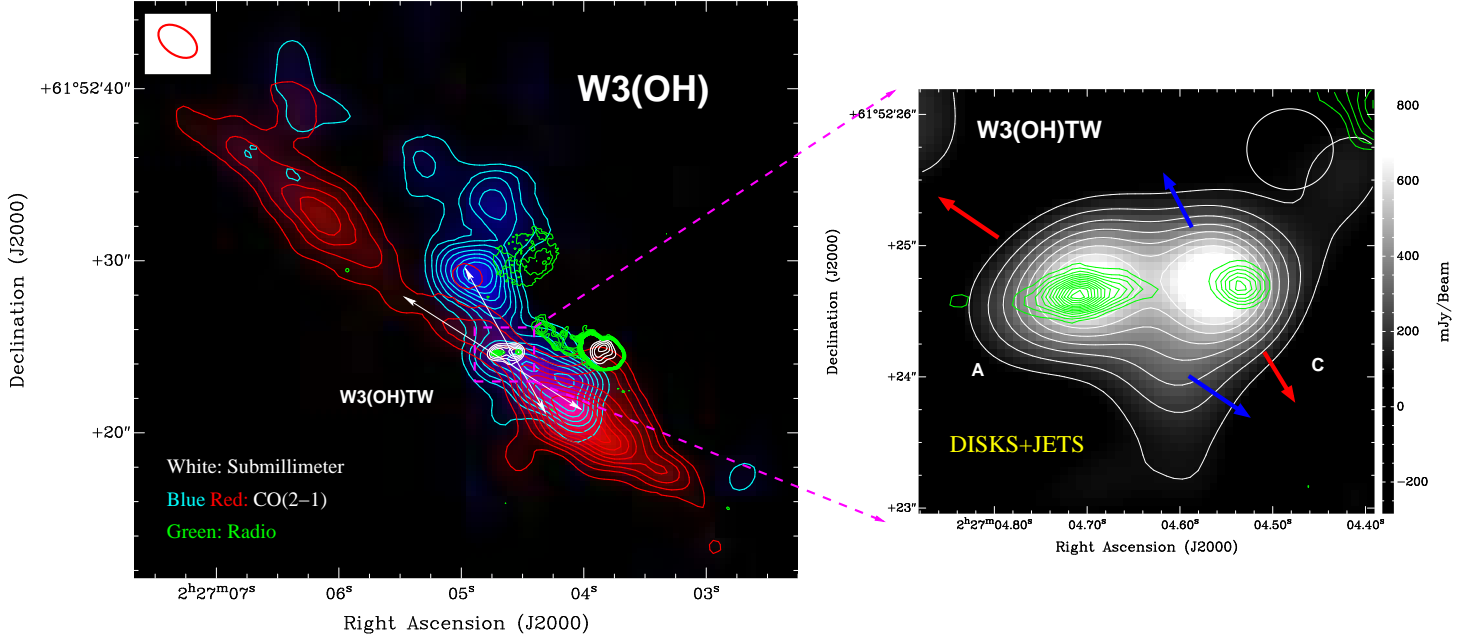 W3(OH)
+61°52′40″
+30″
+20″
Declination (J2000)
W3(OH)TW
White: Submillimeter
Blue Red: CO(2−1)
Green: Radio
2ʰ27ᵐ07ˢ 06ˢ 05ˢ 04ˢ 03ˢ
Right Ascension (J2000)
W3(OH)TW
+61°52′26″
+25″
+24″
+23″
Declination (J2000)
A
C
DISKS+JETS
2ʰ27ᵐ04.80ˢ 04.70ˢ 04.60ˢ 04.50ˢ 04.40ˢ
Right Ascension (J2000)
800
600
400
200
0
−200
mJy/Beam